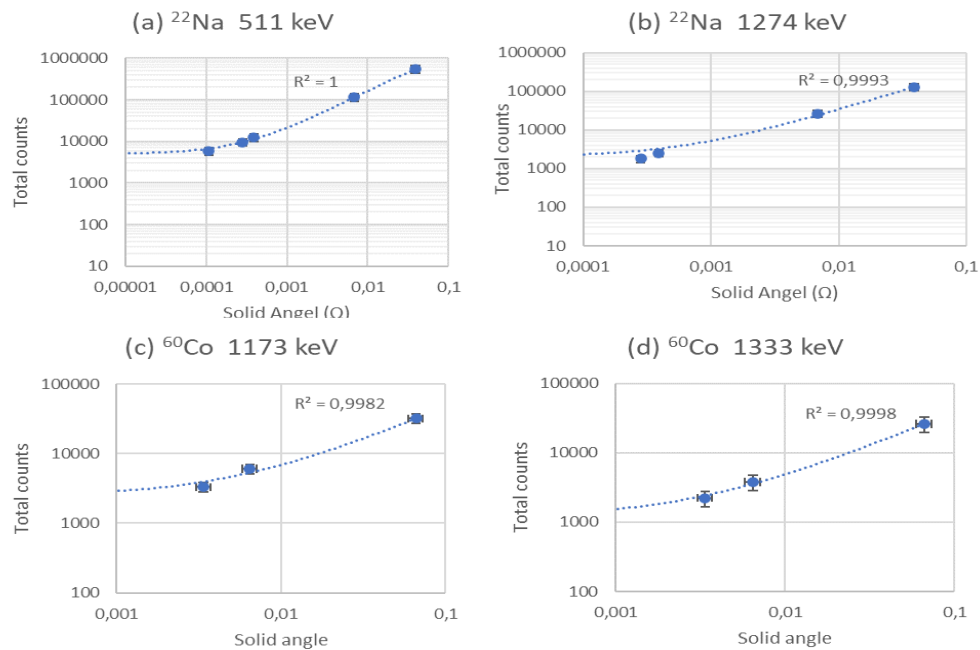 (a) ²²Na 511 keV
Total counts
1000000
100000
10000
1000
100
10
R² = 1
0,00001 0,0001 0,001 0,01 0,1
Solid Angel (Ω)
(b) ²²Na 1274 keV
Total counts
1000000
100000
10000
1000
100
10
R² = 0,9993
0,0001 0,001 0,01 0,1
Solid Angel (Ω)
(c) ⁶⁰Co 1173 keV
Total counts
100000
10000
1000
100
R² = 0,9982
0,001 0,01 0,1
Solid angle
(d) ⁶⁰Co 1333 keV
Total counts
100000
10000
1000
100
R² = 0,9998
0,001 0,01 0,1
Solid angle